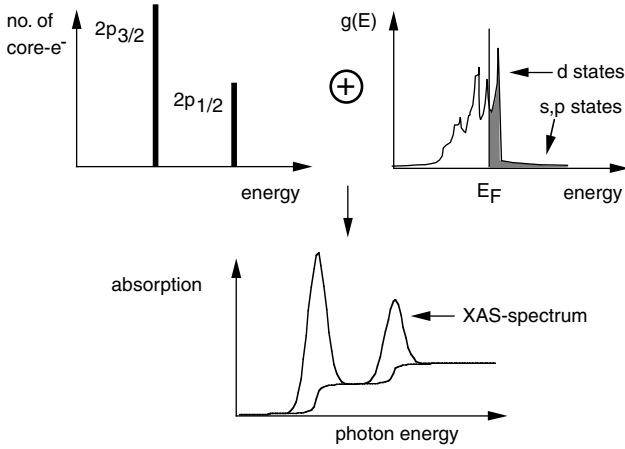 no. of
core-e-
2p3/2
2p1/2
energy
g(E)
d states
s,p states
EF
energy
absorption
XAS-spectrum
photon energy